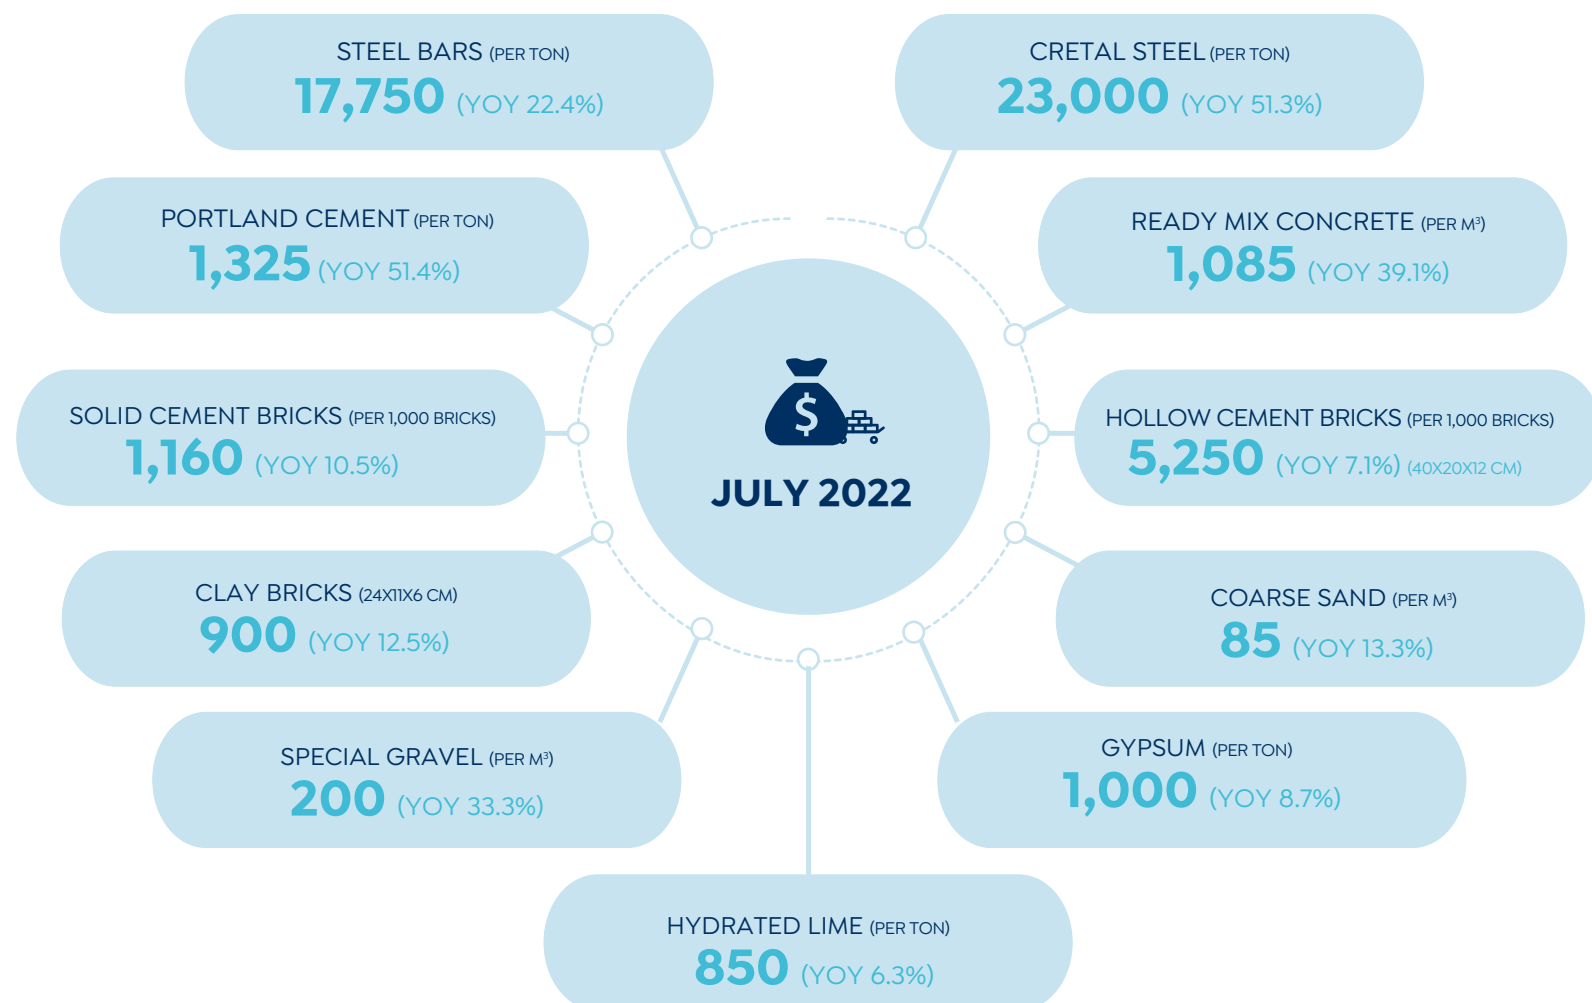 STEEL BARS (PER TON)
17,750 (YOY 22.4%)
CRETAL STEEL (PER TON)
23,000 (YOY 51.3%)
PORTLAND CEMENT (PER TON)
1,325 (YOY 51.4%)
READY MIX CONCRETE (PER M³)
1,085 (YOY 39.1%)
SOLID CEMENT BRICKS (PER 1,000 BRICKS)
1,160 (YOY 10.5%)
HOLLOW CEMENT BRICKS (PER 1,000 BRICKS)
5,250 (YOY 7.1%) (40X20X12 CM)
$
JULY 2022
CLAY BRICKS (24X11X6 CM)
900 (YOY 12.5%)
COARSE SAND (PER M³)
85 (YOY 13.3%)
SPECIAL GRAVEL (PER M³)
200 (YOY 33.3%)
GYPSUM (PER TON)
1,000 (YOY 8.7%)
HYDRATED LIME (PER TON)
850 (YOY 6.3%)